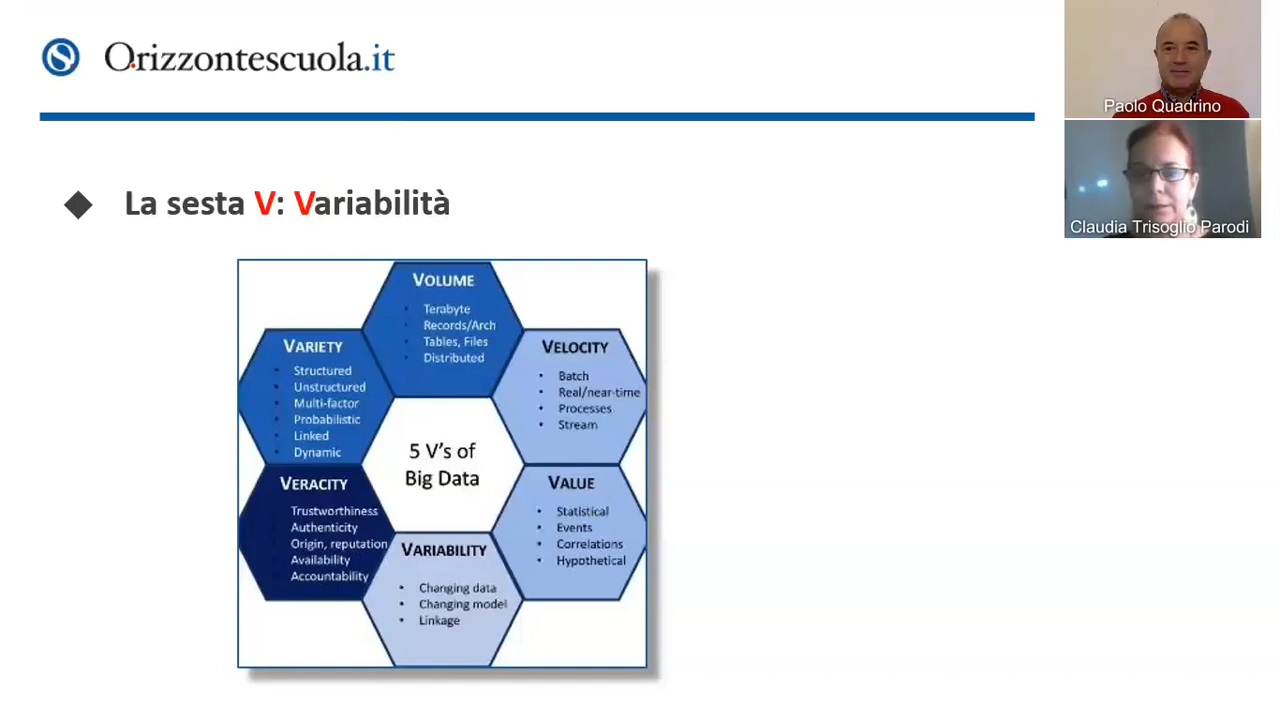 Orizzontescuola.it
Paolo Quadrino
Claudia Trisoglio Parodi
La sesta V: Variabilità
VOLUME
Terabyte
Records/Arch
Tables, Files
Distributed
VARIETY
Structured
Unstructured
Multi-factor
Probabilistic
Linked
Dynamic
VELOCITY
Batch
Real/near-time
Processes
Stream
5 V's of
Big Data
VERACITY
Trustworthiness
Authenticity
Origin, reputation
Availability
Accountability
VALUE
Statistical
Events
Correlations
Hypothetical
VARIABILITY
Changing data
Changing model
Linkage